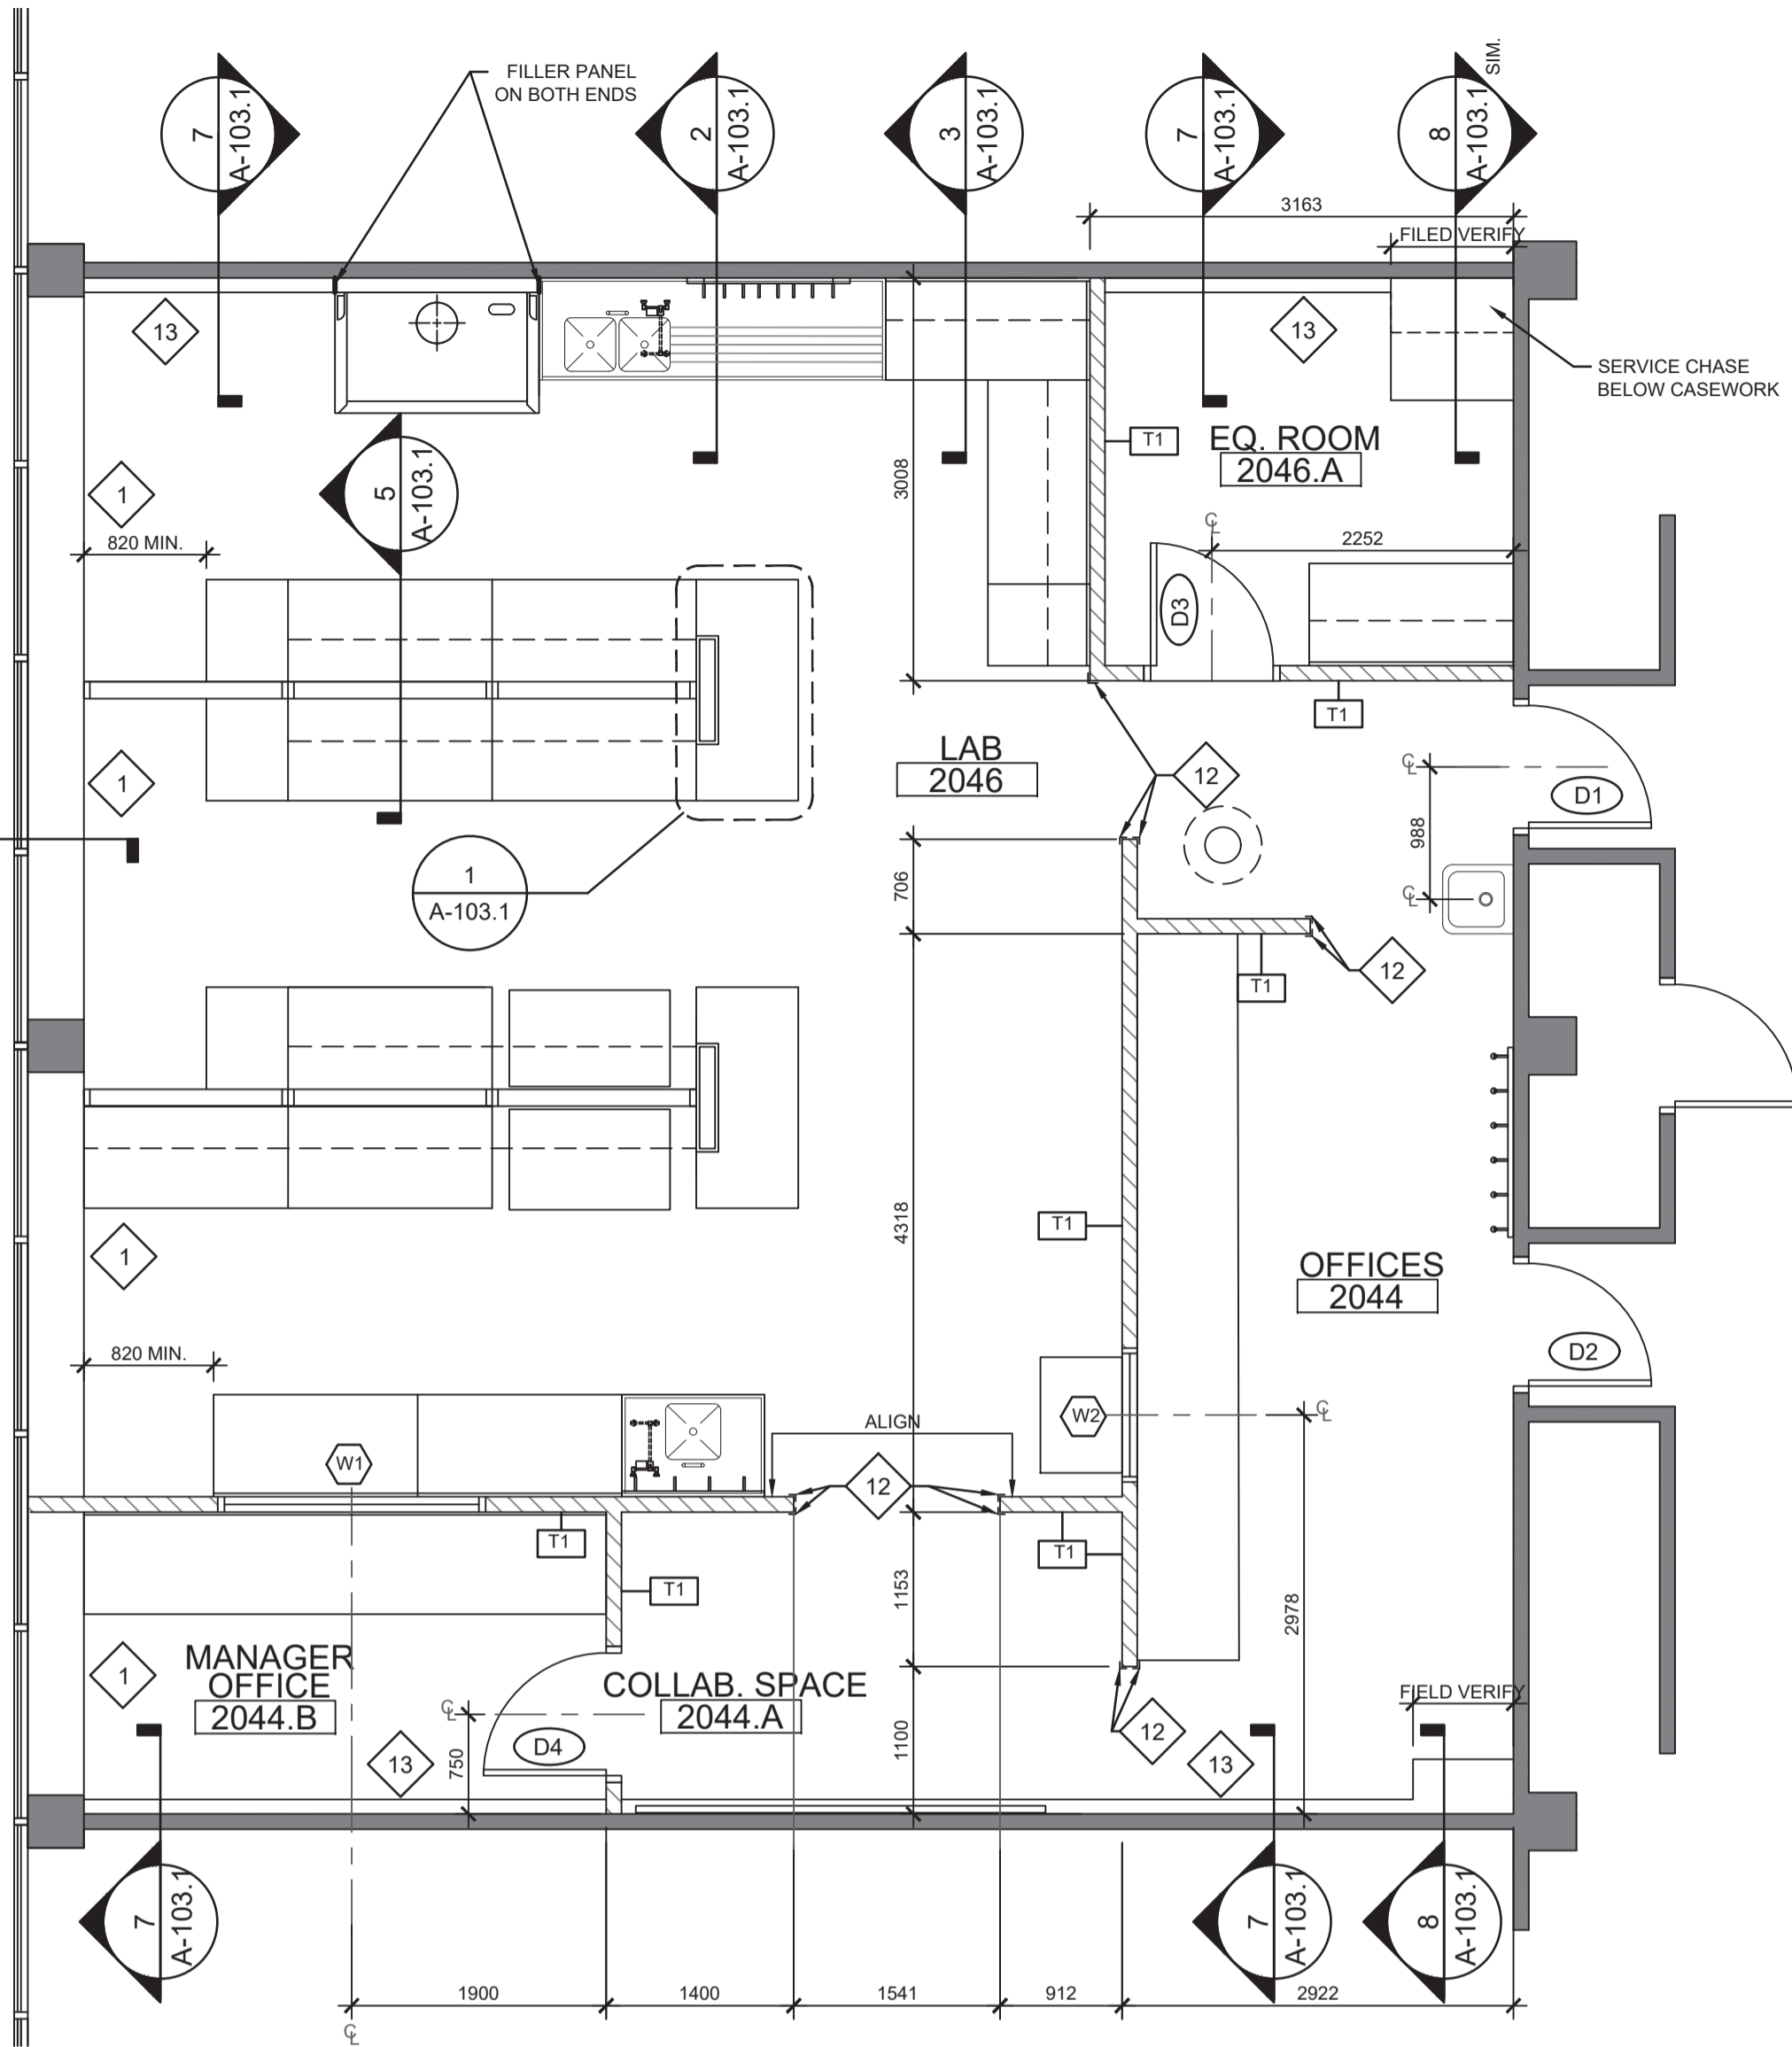 SIM.
FILLER PANEL
ON BOTH ENDS
7
A-103.1
2
A-103.1
3
A-103.1
7
A-103.1
8
A-103.1
3163
FILED VERIFY
13
13
SERVICE CHASE
BELOW CASEWORK
T1
EQ. ROOM
2046.A
5
A-103.1
3008
1
820 MIN.
℄
2252
D3
T1
LAB
2046
12
℄
D1
1
988
℄
706
1
A-103.1
12
T1
4318
T1
1
OFFICES
2044
820 MIN.
D2
ALIGN
W2
℄
W1
12
T1
T1
T1
1153
2978
1
MANAGER
OFFICE
2044.B
COLLAB. SPACE
2044.A
FIELD VERIFY
℄
12
D4
750
1100
13
13
7
A-103.1
7
A-103.1
8
A-103.1
1900
1400
1541
912
2922
℄